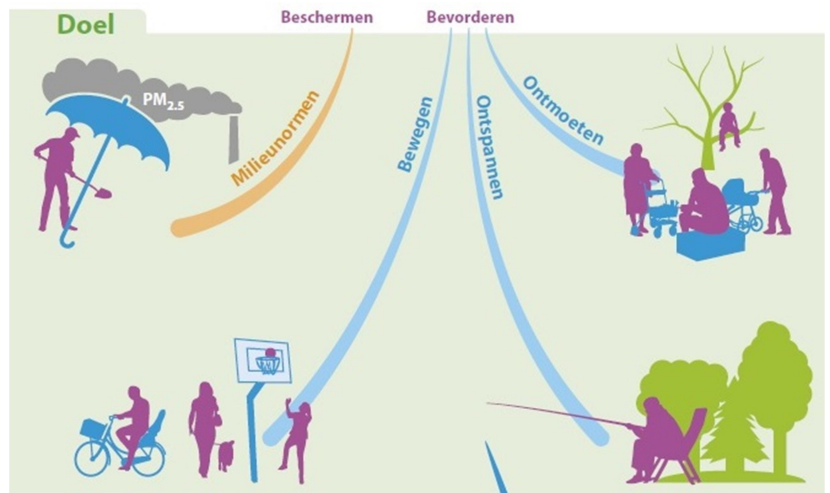 Doel
Beschermen
Bevorderen
PM2.5
Milieunormen
Bewegen
Ontspannen
Ontmoeten